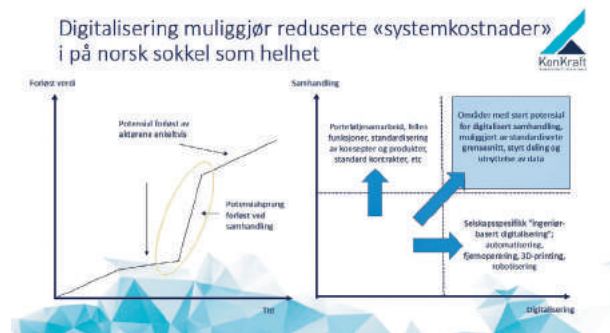 Digitalisering muliggjør reduserte «systemkostnader»
i på norsk sokkel som helhet
KonKraft
Forløst verdi
Potensial forløst av
aktørene enkeltvis
Potensialsprang
forløst ved
samhandling
Tid
Samhandling
Porteføljesamarbeid, felles
funksjoner, standardisering
av konsepter og produkter,
standard kontrakter, etc
Områder med stort potensial
for digitalisert samhandling,
muliggjort av standardiserte
grensesnitt, styrt deling og
utnyttelse av data
Selskapsspesifikk "ingeniør-
basert digitalisering";
automatisering,
fjernoperering, 3D-printing,
robotisering
Digitalisering